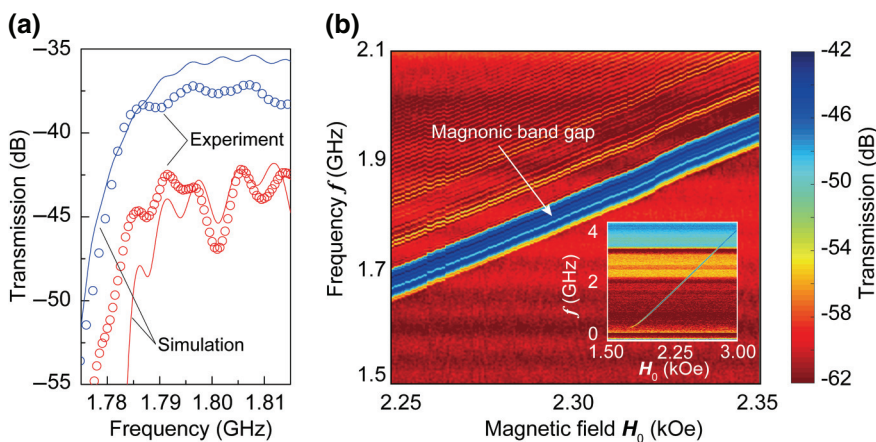 (a)
–35
–40
–45
–50
–55
Transmission (dB)
Experiment
Simulation
1.78 1.79 1.80 1.81
Frequency (GHz)
(b)
2.1
1.9
1.7
1.5
Frequency f (GHz)
Magnonic band gap
2.25 2.30 2.35
Magnetic field H₀ (kOe)
4
2
0
f (GHz)
1.50 2.25 3.00
H₀ (kOe)
-42
-46
-50
-54
-58
-62
Transmission (dB)